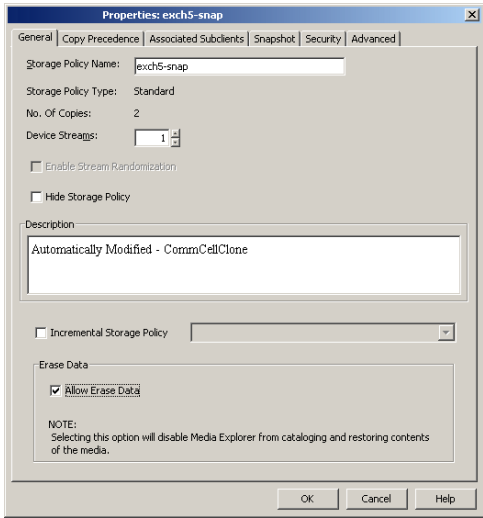 Properties: exch5-snap
General Copy Precedence Associated Subclients Snapshot Security Advanced
Storage Policy Name: exch5-snap
Storage Policy Type: Standard
No. Of Copies: 2
Device Streams: 1
Enable Stream Randomization
Hide Storage Policy
Description
Automatically Modified - CommCellClone
Incremental Storage Policy
Erase Data
Allow Erase Data
NOTE:
Selecting this option will disable Media Explorer from cataloging and restoring contents
of the media.
OK Cancel Help